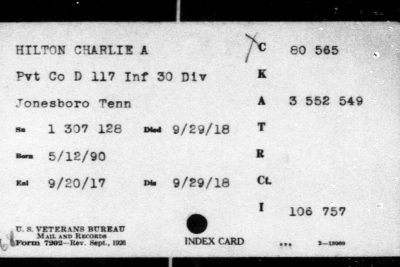 HILTON CHARLIE A C 80 565
Pvt Co D 117 Inf 30 Div K
Jonesboro Tenn A 3 552 549
Sn 1 307 128 Died 9/29/18 T
Born 5/12/90 R
Enl 9/20/17 Dis 9/29/18 Ct.
I 106 757
U. S. VETERANS BUREAU
MAIL AND RECORDS
Form 7202—Rev. Sept., 1926 INDEX CARD